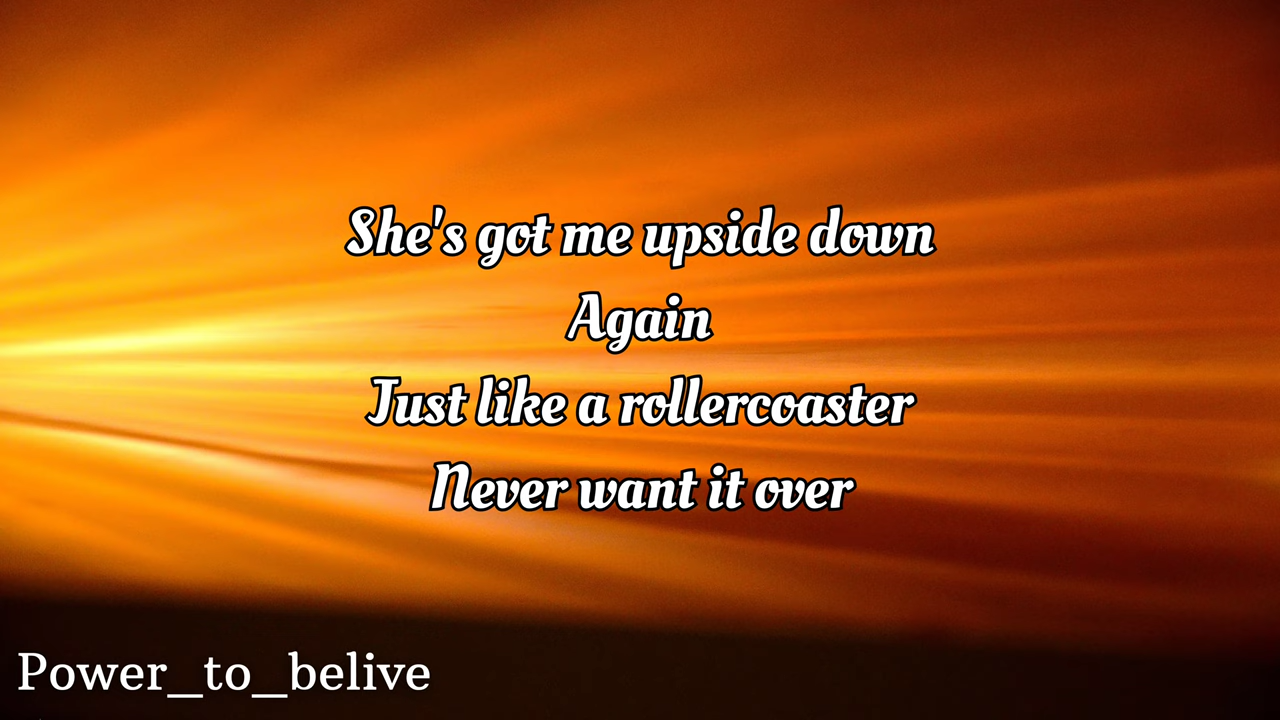 She's got me upside down
Again
Just like a rollercoaster
Never want it over
Power_to_belive